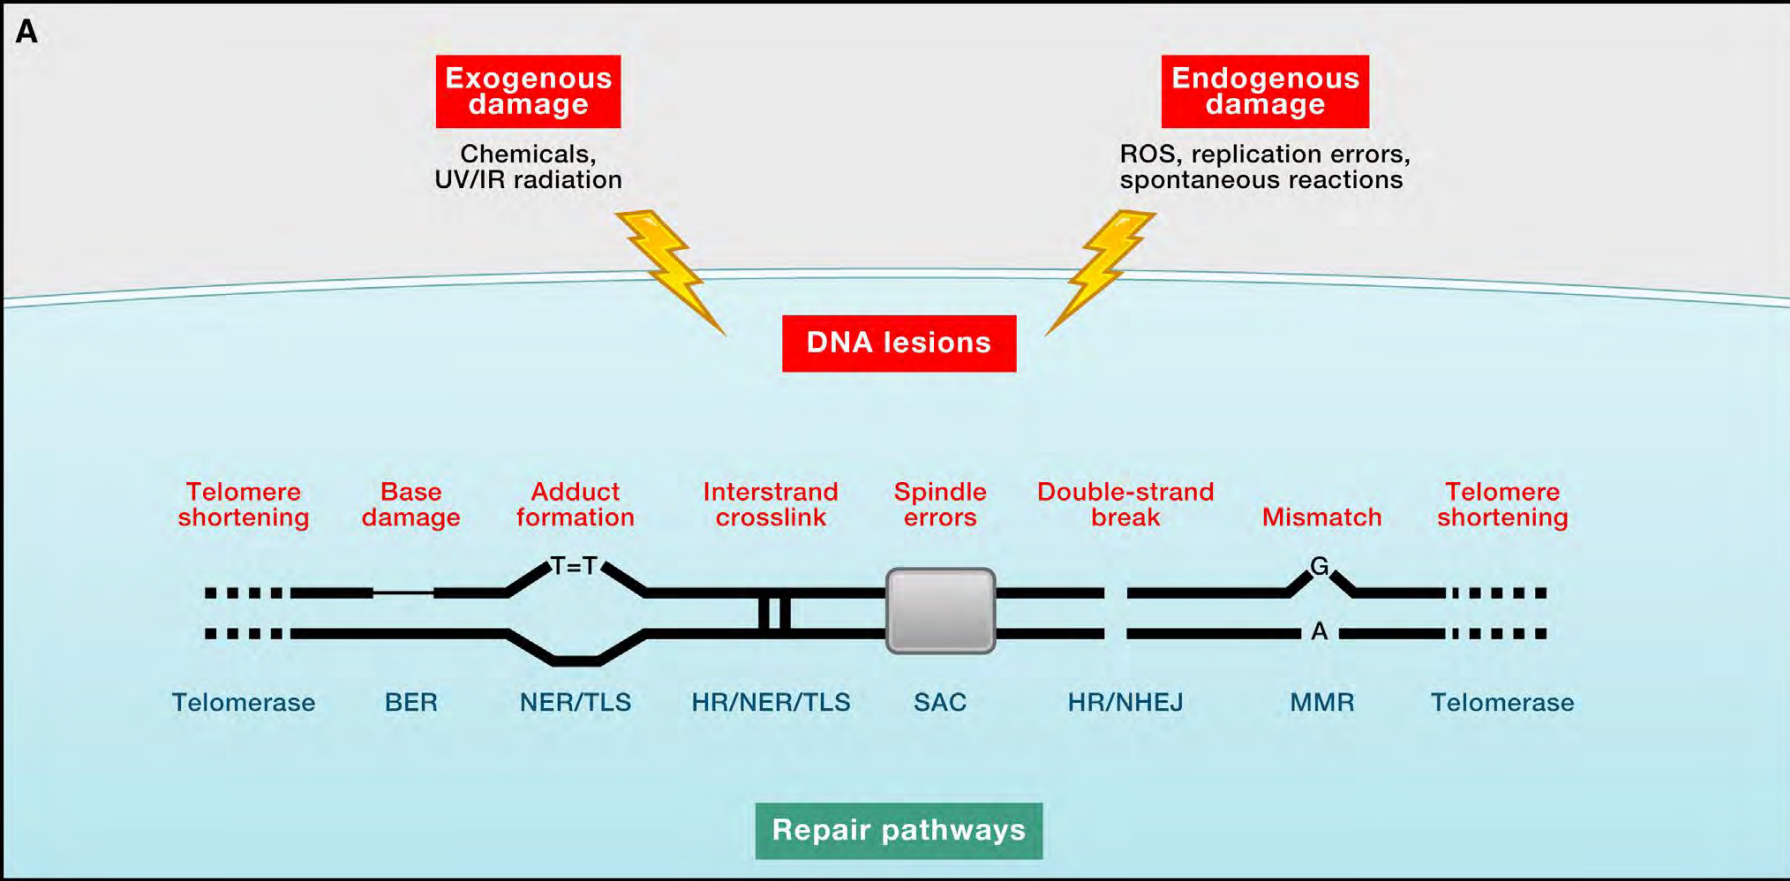 A
Exogenous
damage
Chemicals,
UV/IR radiation
Endogenous
damage
ROS, replication errors,
spontaneous reactions
DNA lesions
Telomere
shortening
Base
damage
Adduct
formation
Interstrand
crosslink
Spindle
errors
Double-strand
break
Mismatch
Telomere
shortening
T=T
G
A
Telomerase
BER
NER/TLS
HR/NER/TLS
SAC
HR/NHEJ
MMR
Telomerase
Repair pathways